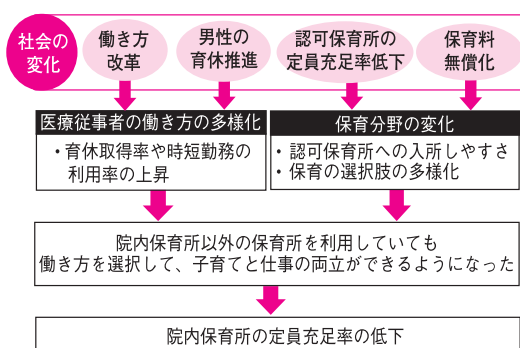 社会の
変化
働き方
改革
男性の
育休推進
認可保育所の
定員充足率低下
保育料
無償化
医療従事者の働き方の多様化
・育休取得率や時短勤務の
利用率の上昇
保育分野の変化
・認可保育所への入所しやすさ
・保育の選択肢の多様化
院内保育所以外の保育所を利用していても
働き方を選択して、子育てと仕事の両立ができるようになった
院内保育所の定員充足率の低下